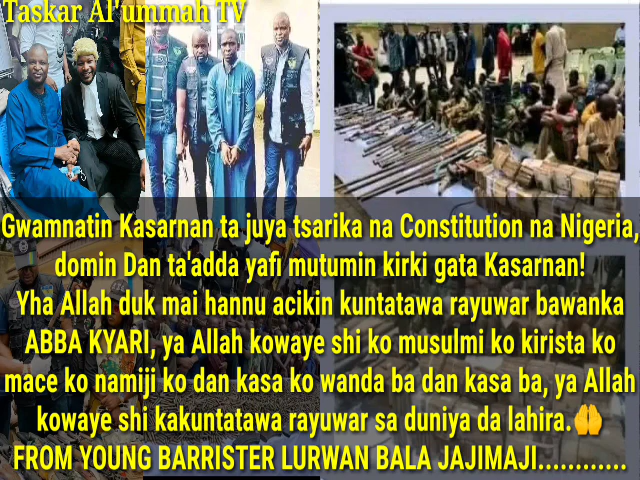 Taskar Al'ummah TV
Gwamnatin Kasarnan ta juya tsarika na Constitution na Nigeria,
domin Dan ta'adda yafi mutumin kirki gata Kasarnan!
Yha Allah duk mai hannu acikin kuntatawa rayuwar bawanka
ABBA KYARI, ya Allah kowaye shi ko musulmi ko kirista ko
mace ko namiji ko dan kasa ko wanda ba dan kasa ba, ya Allah
kowaye shi kakuntatawa rayuwar sa duniya da lahira.🤲
FROM YOUNG BARRISTER LURWAN BALA JAJIMAJI............